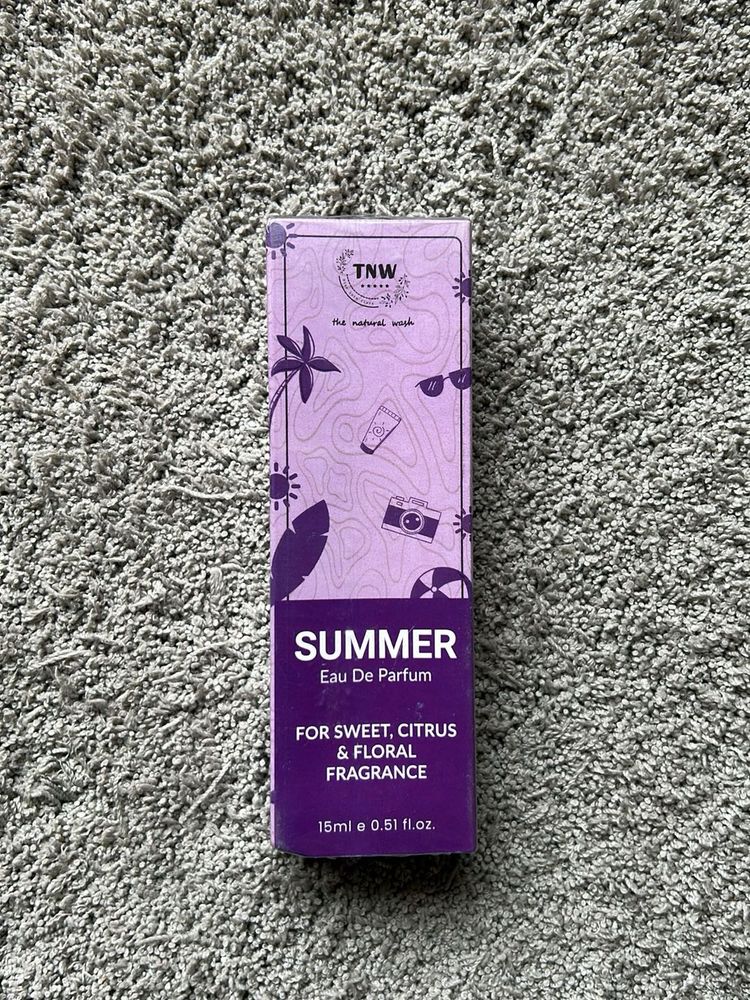 TNW
the natural wash
SUMMER
Eau De Parfum
FOR SWEET, CITRUS
& FLORAL
FRAGRANCE
15ml e 0.51 fl.oz.